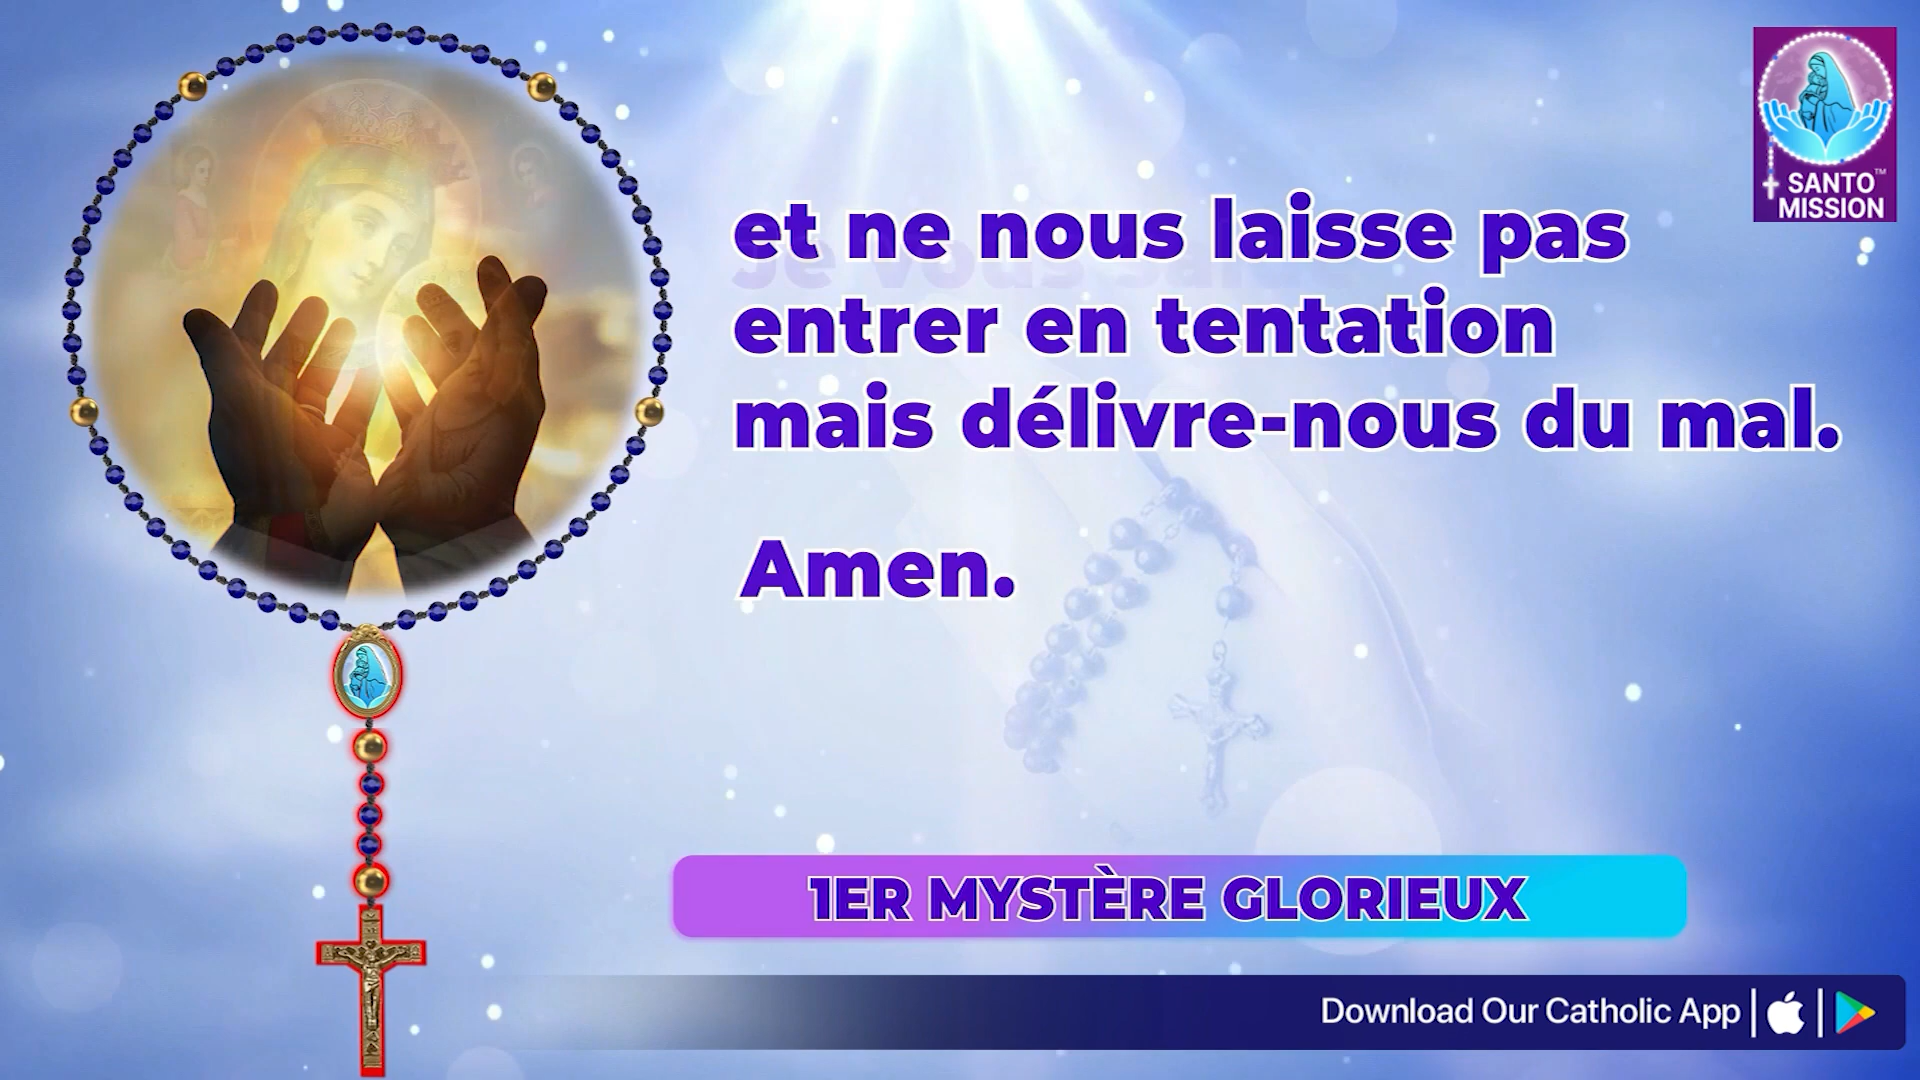 et ne nous laisse pas
entrer en tentation
mais délivre-nous du mal.
Amen.
SANTO™
MISSION
1ER MYSTÈRE GLORIEUX
Download Our Catholic App